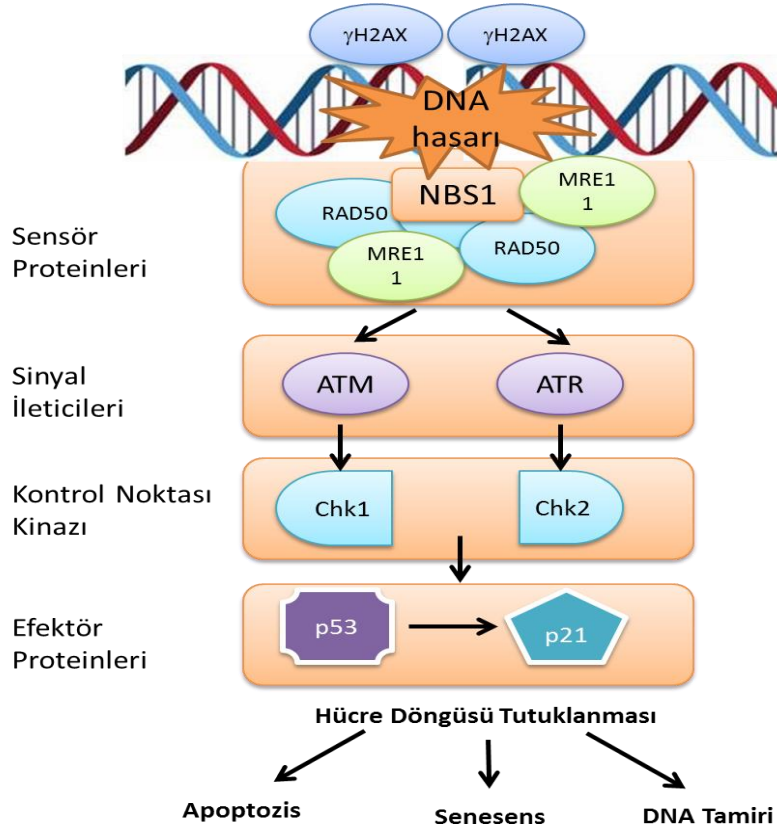 γH2AX γH2AX
DNA
hasarı
NBS1
MRE1
1
RAD50
RAD50
MRE1
1
Sensör
Proteinleri
Sinyal
İleticileri
ATM ATR
Kontrol Noktası
Kinazı
Chk1 Chk2
Efektör
Proteinleri
p53 p21
Hücre Döngüsü Tutuklanması
Apoptozis Senesens DNA Tamiri